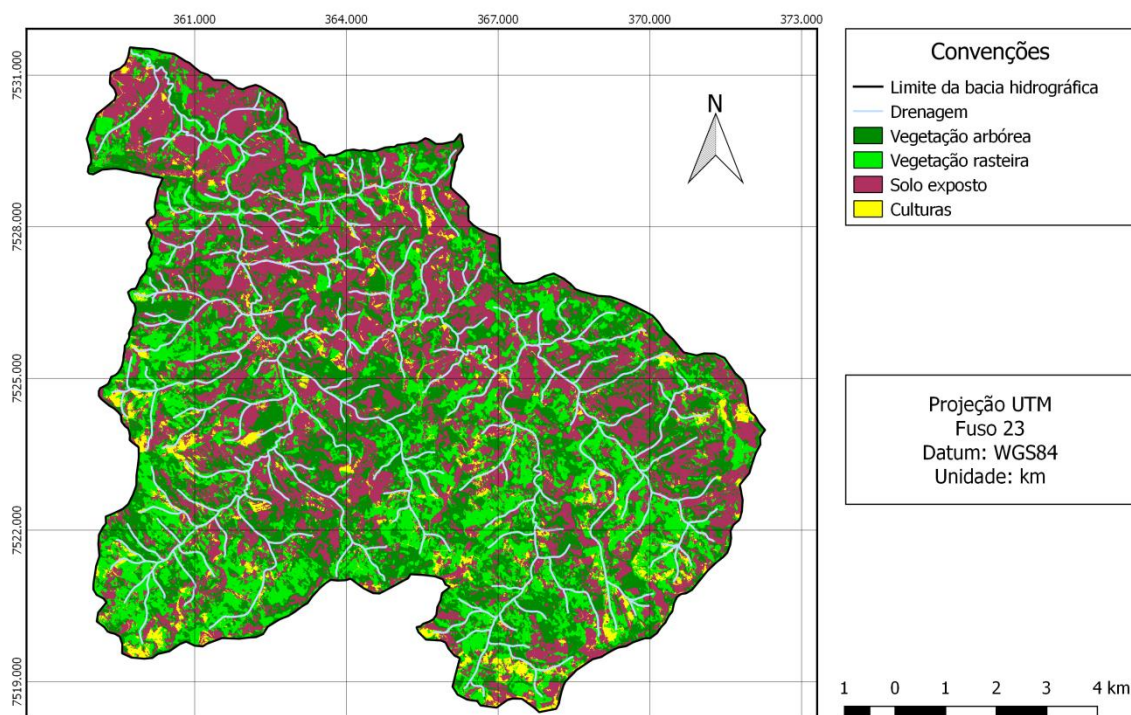 361.000 364.000 367.000 370.000 373.000
7531.000
7528.000
7525.000
7522.000
7519.000
N
Convenções
Limite da bacia hidrográfica
Drenagem
Vegetação arbórea
Vegetação rasteira
Solo exposto
Culturas
Projeção UTM
Fuso 23
Datum: WGS84
Unidade: km
1 0 1 2 3 4 km